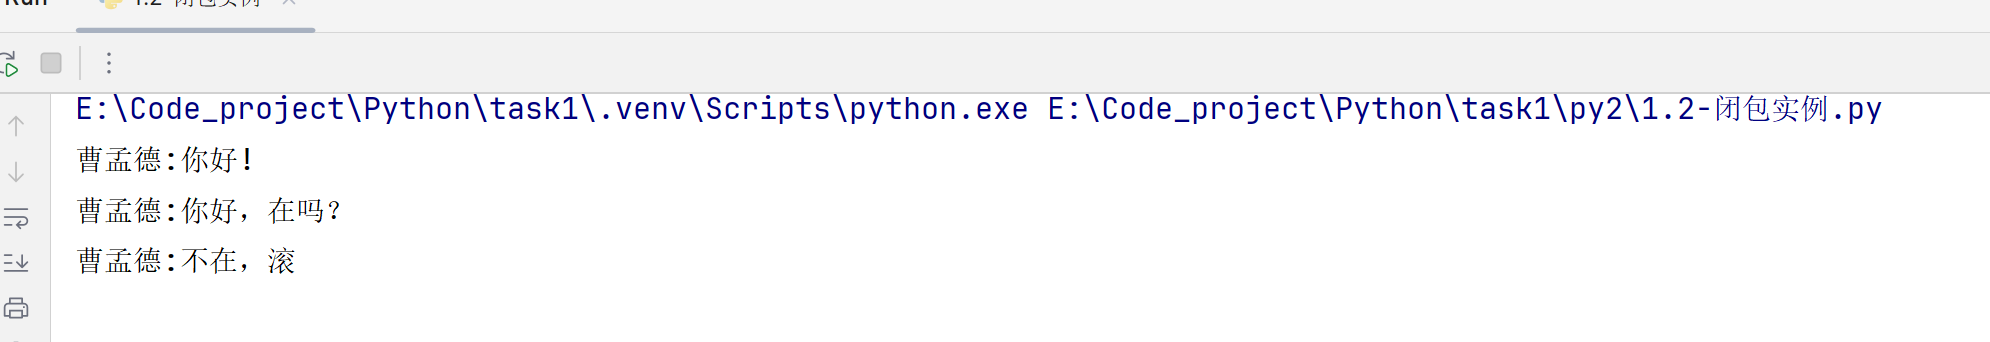 Run 1.2-闭包实例
E:\Code_project\Python\task1\.venv\Scripts\python.exe E:\Code_project\Python\task1\py2\1.2-闭包实例.py
曹孟德:你好!
曹孟德:你好，在吗?
曹孟德:不在，滚